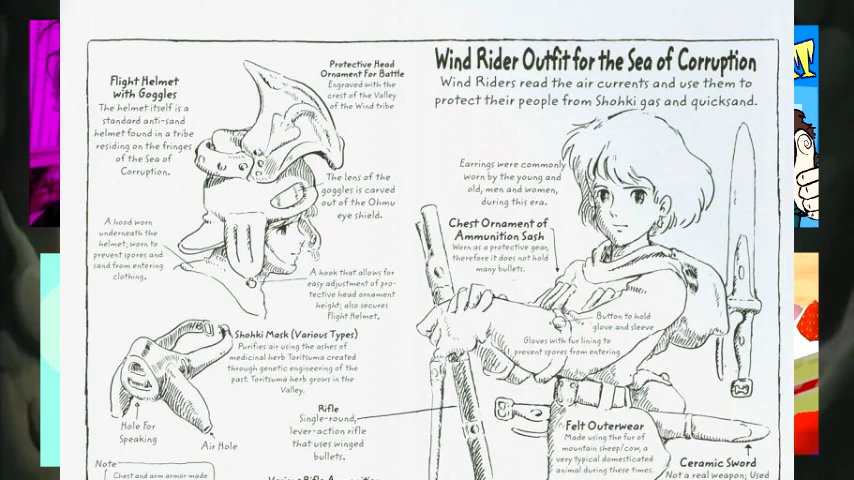 Wind Rider Outfit for the Sea of Corruption
Wind Riders read the air currents and use them to
protect their people from Shohki gas and quicksand.
Flight Helmet
with Goggles
The helmet itself is a
standard anti-sand
helmet found in a tribe
residing on the fringes
of the Sea of
Corruption.
Protective Head
Ornament For Battle
Engraved with the
crest of the Valley
of the Wind tribe
The lens of the
goggles is carved
out of the Ohmu
eye shield.
A hood worn
underneath the
helmet; worn to
prevent spores and
sand from entering
clothing.
A hook that allows for
easy adjustment of pro-
tective head ornament
height; also secures
Flight Helmet.
Earrings were commonly
worn by the young and
old, men and women,
during this era.
Chest Ornament of
Ammunition Sash
Worn as a protective gear,
therefore it does not hold
many bullets.
Button to hold
glove and sleeve
Gloves with fur lining to
prevent spores from entering
Shohki Mask (Various Types)
Purifies air using the ashes of
medicinal herb Toritsuma created
through genetic engineering of the
past. Toritsuma herb grows in the
Valley.
Hole For
Speaking
Air Hole
Rifle
Single-round,
lever-action rifle
that uses winged
bullets.
Felt Outerwear
Made using the fur of
mountain sheep/cow, a
very typical domesticated
animal during these times.
Ceramic Sword
Not a real weapon; Used
Note
Chest and arm armor made